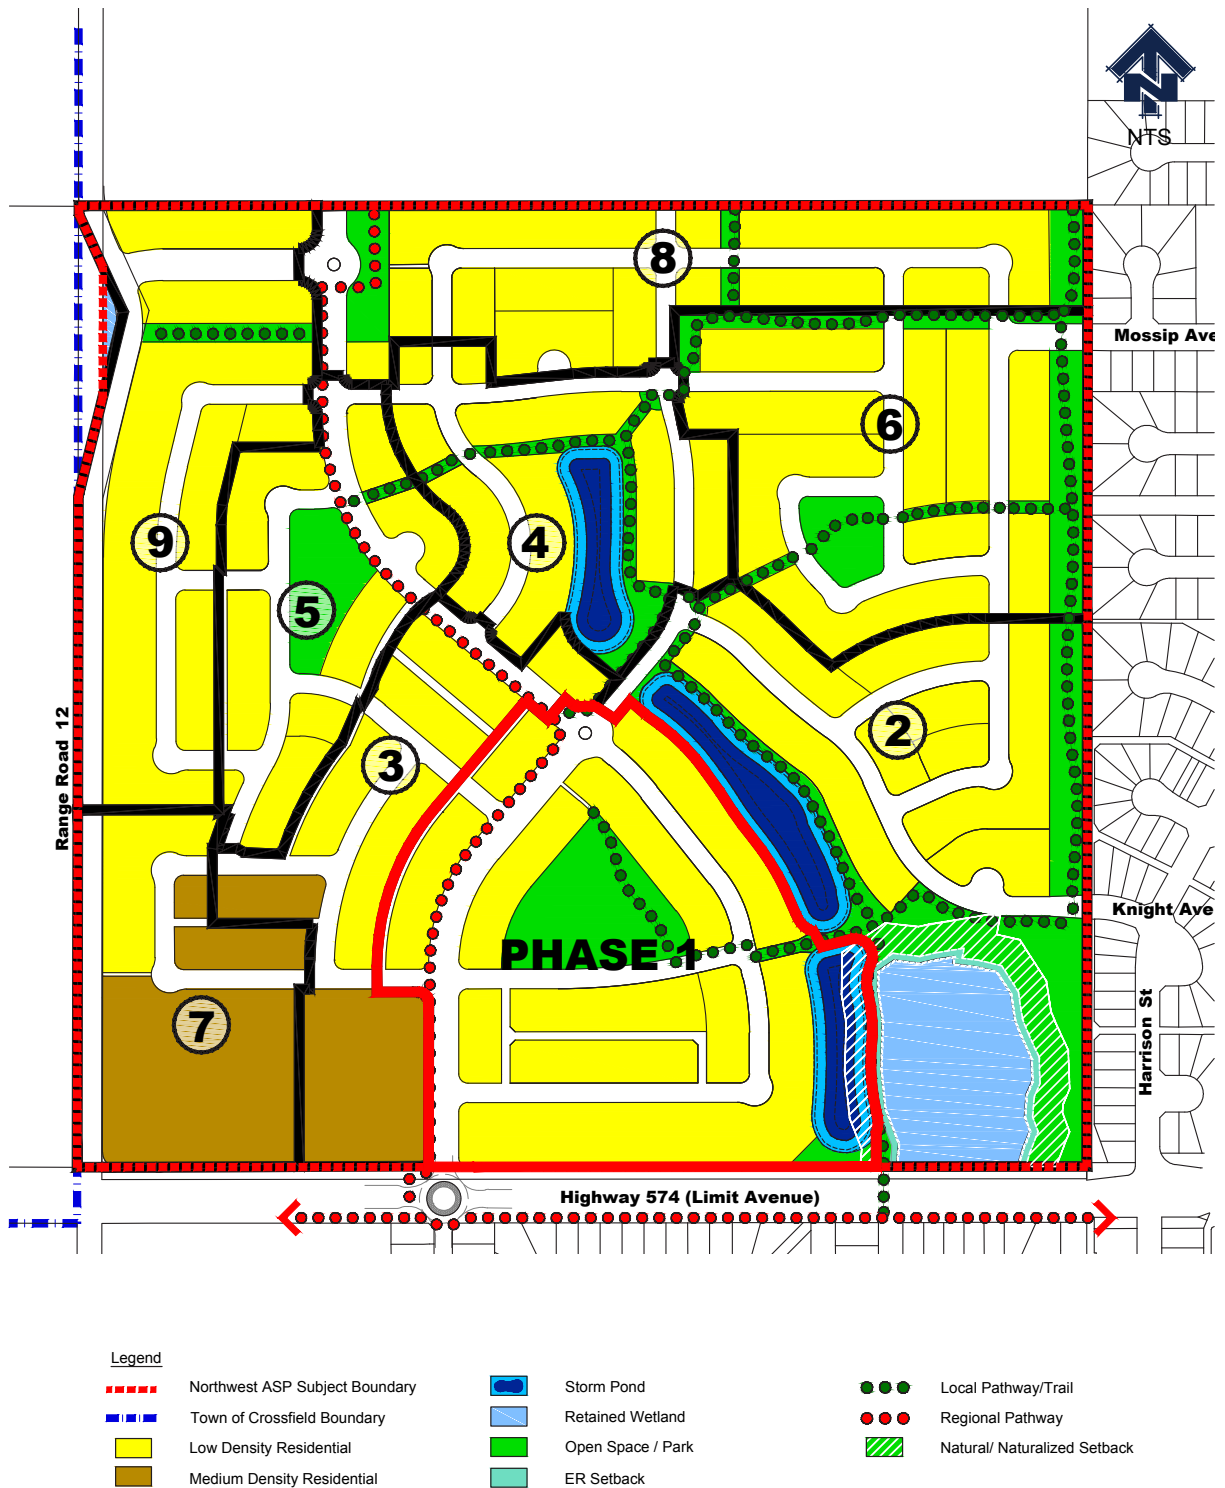 NTS
8
Mossip Ave
6
9
4
5
2
3
Range Road 12
Knight Ave
PHASE 1
7
Harrison St
Highway 574 (Limit Avenue)
Legend
Northwest ASP Subject Boundary
Town of Crossfield Boundary
Low Density Residential
Medium Density Residential
Storm Pond
Retained Wetland
Open Space / Park
ER Setback
Local Pathway/Trail
Regional Pathway
Natural/ Naturalized Setback